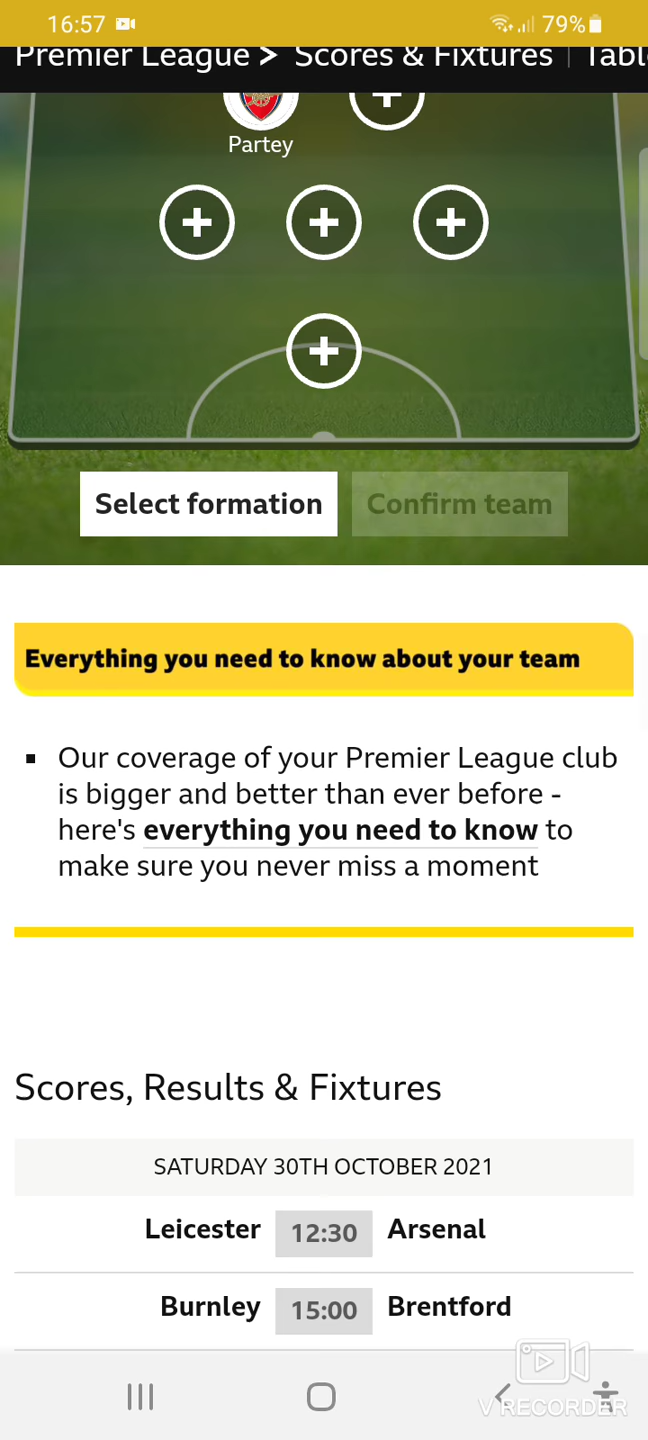 16:57 79%
Premier League > Scores & Fixtures
Partey
Select formation Confirm team
Everything you need to know about your team
Our coverage of your Premier League club
is bigger and better than ever before -
here's everything you need to know to
make sure you never miss a moment
Scores, Results & Fixtures
SATURDAY 30TH OCTOBER 2021
Leicester 12:30 Arsenal
Burnley 15:00 Brentford
V RECORDER